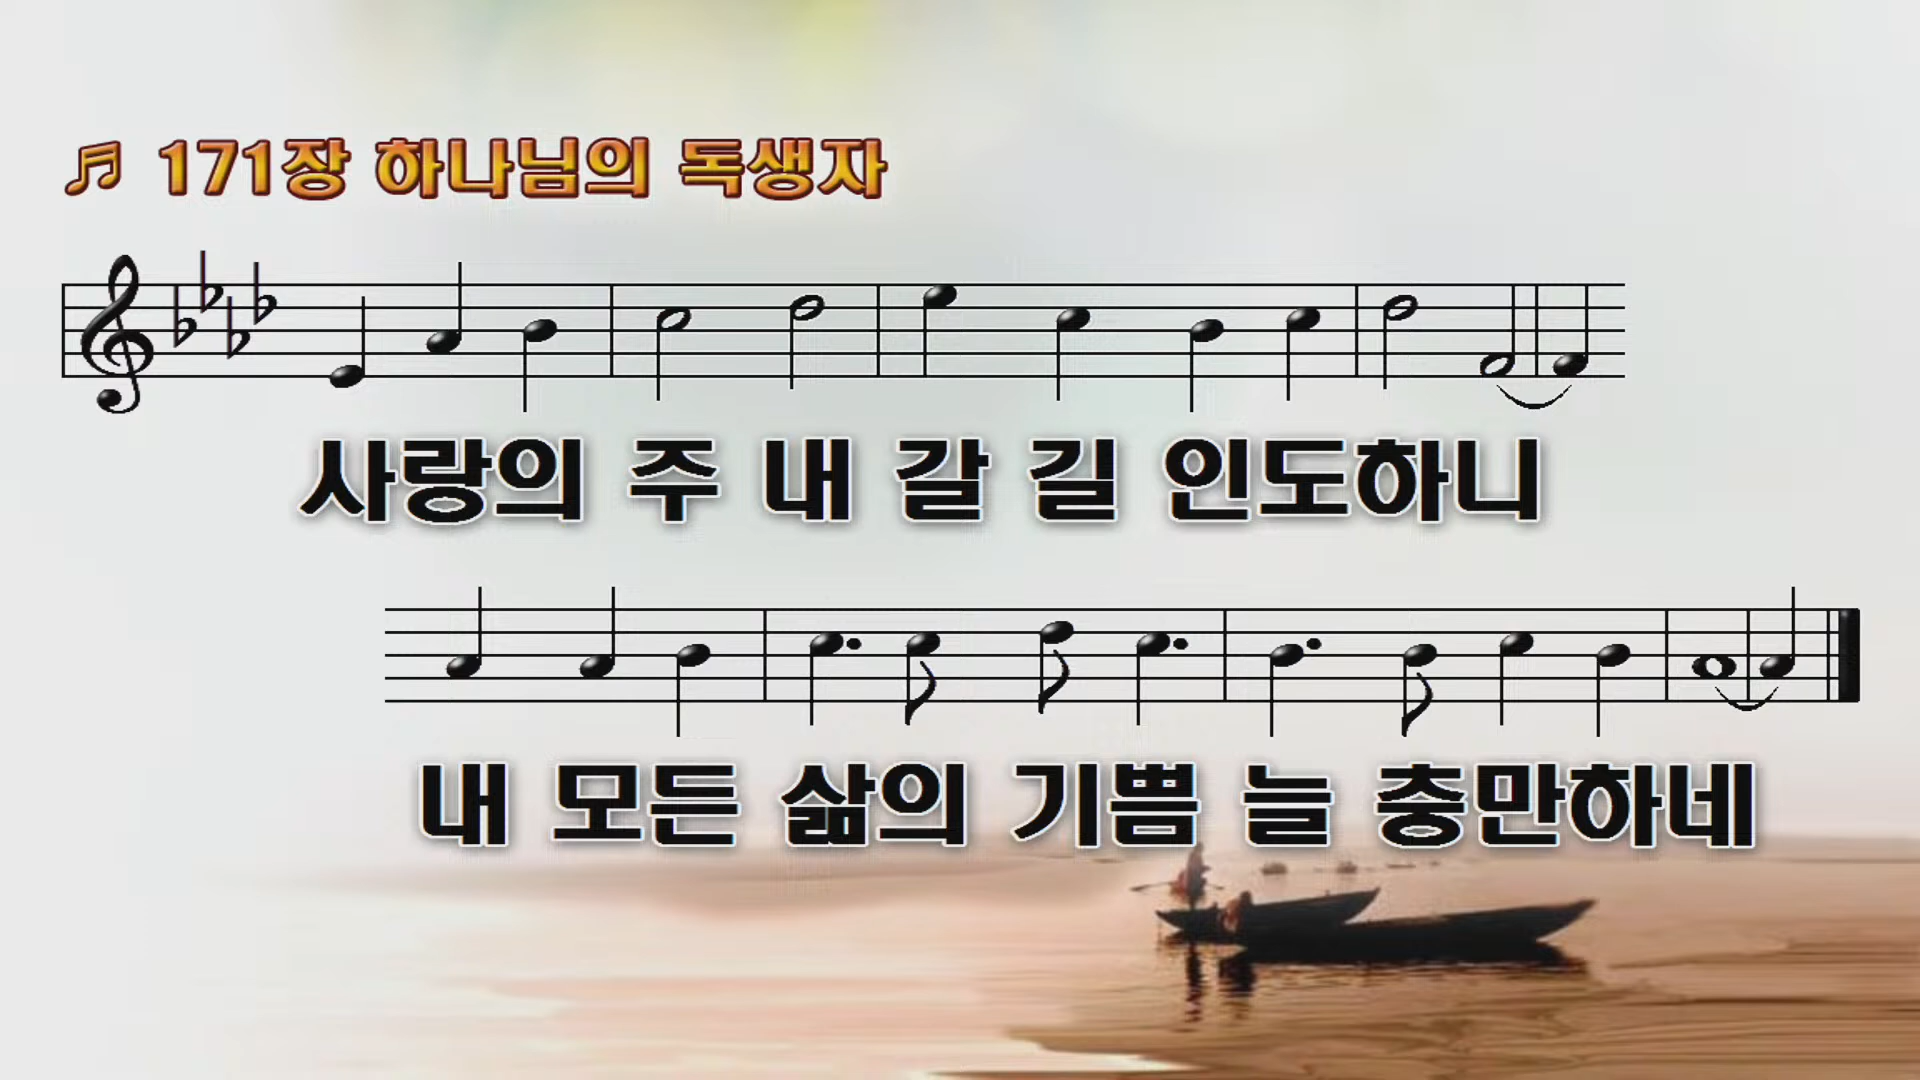 ♬ 171장 하나님의 독생자
사랑의 주 내 갈 길 인도하니
내 모든 삶의 기쁨 늘 충만하네